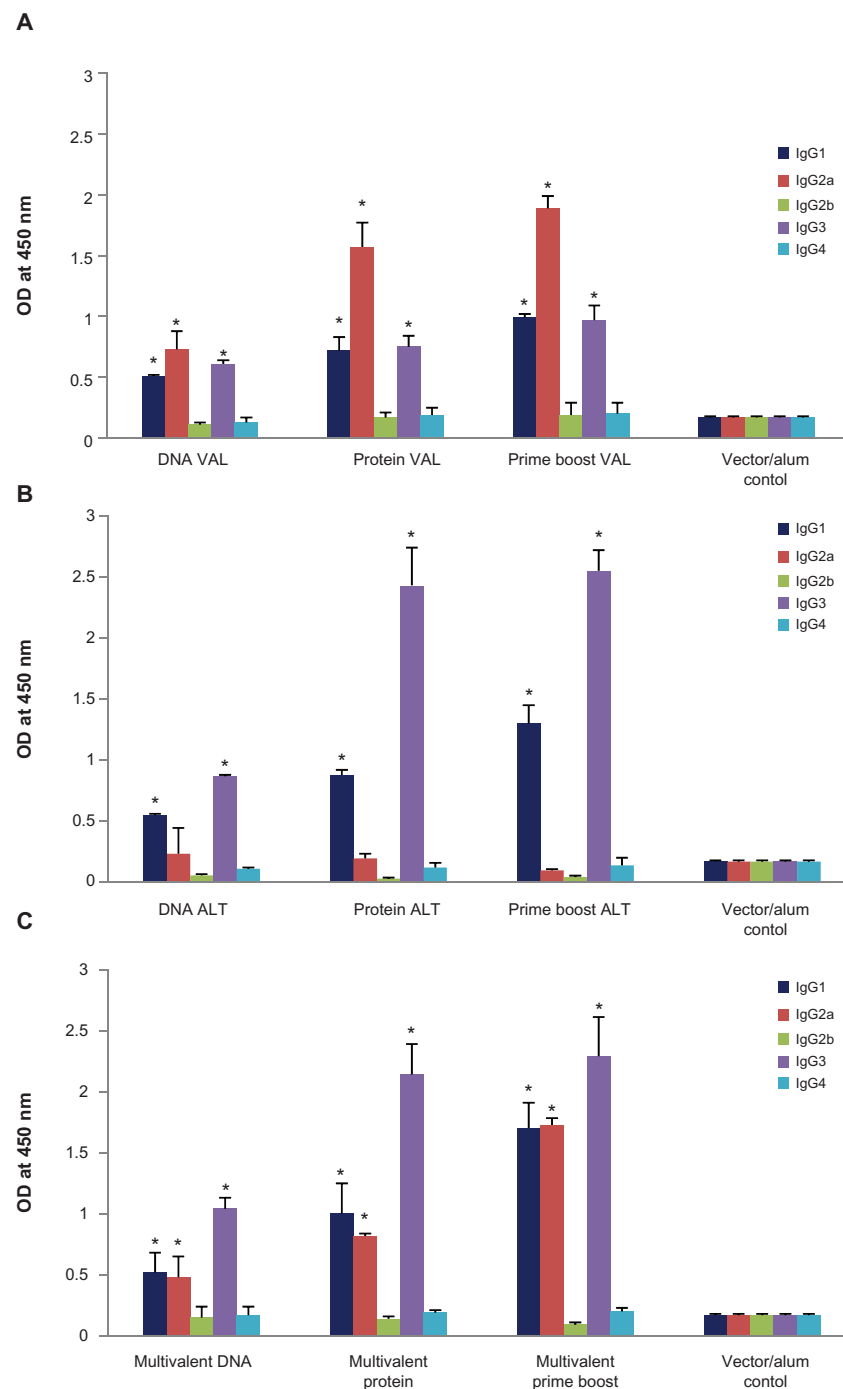 A
3
2.5
2
1.5
1
0.5
0
OD at 450 nm
* * * * * * * * *
IgG1
IgG2a
IgG2b
IgG3
IgG4
DNA VAL Protein VAL Prime boost VAL Vector/alum
contol
B
3
2.5
2
1.5
1
0.5
0
OD at 450 nm
* * * * * *
IgG1
IgG2a
IgG2b
IgG3
IgG4
DNA ALT Protein ALT Prime boost ALT Vector/alum
contol
C
3
2.5
2
1.5
1
0.5
0
OD at 450 nm
* * * * * * * * *
IgG1
IgG2a
IgG2b
IgG3
IgG4
Multivalent DNA Multivalent Multivalent Vector/alum
protein prime boost contol